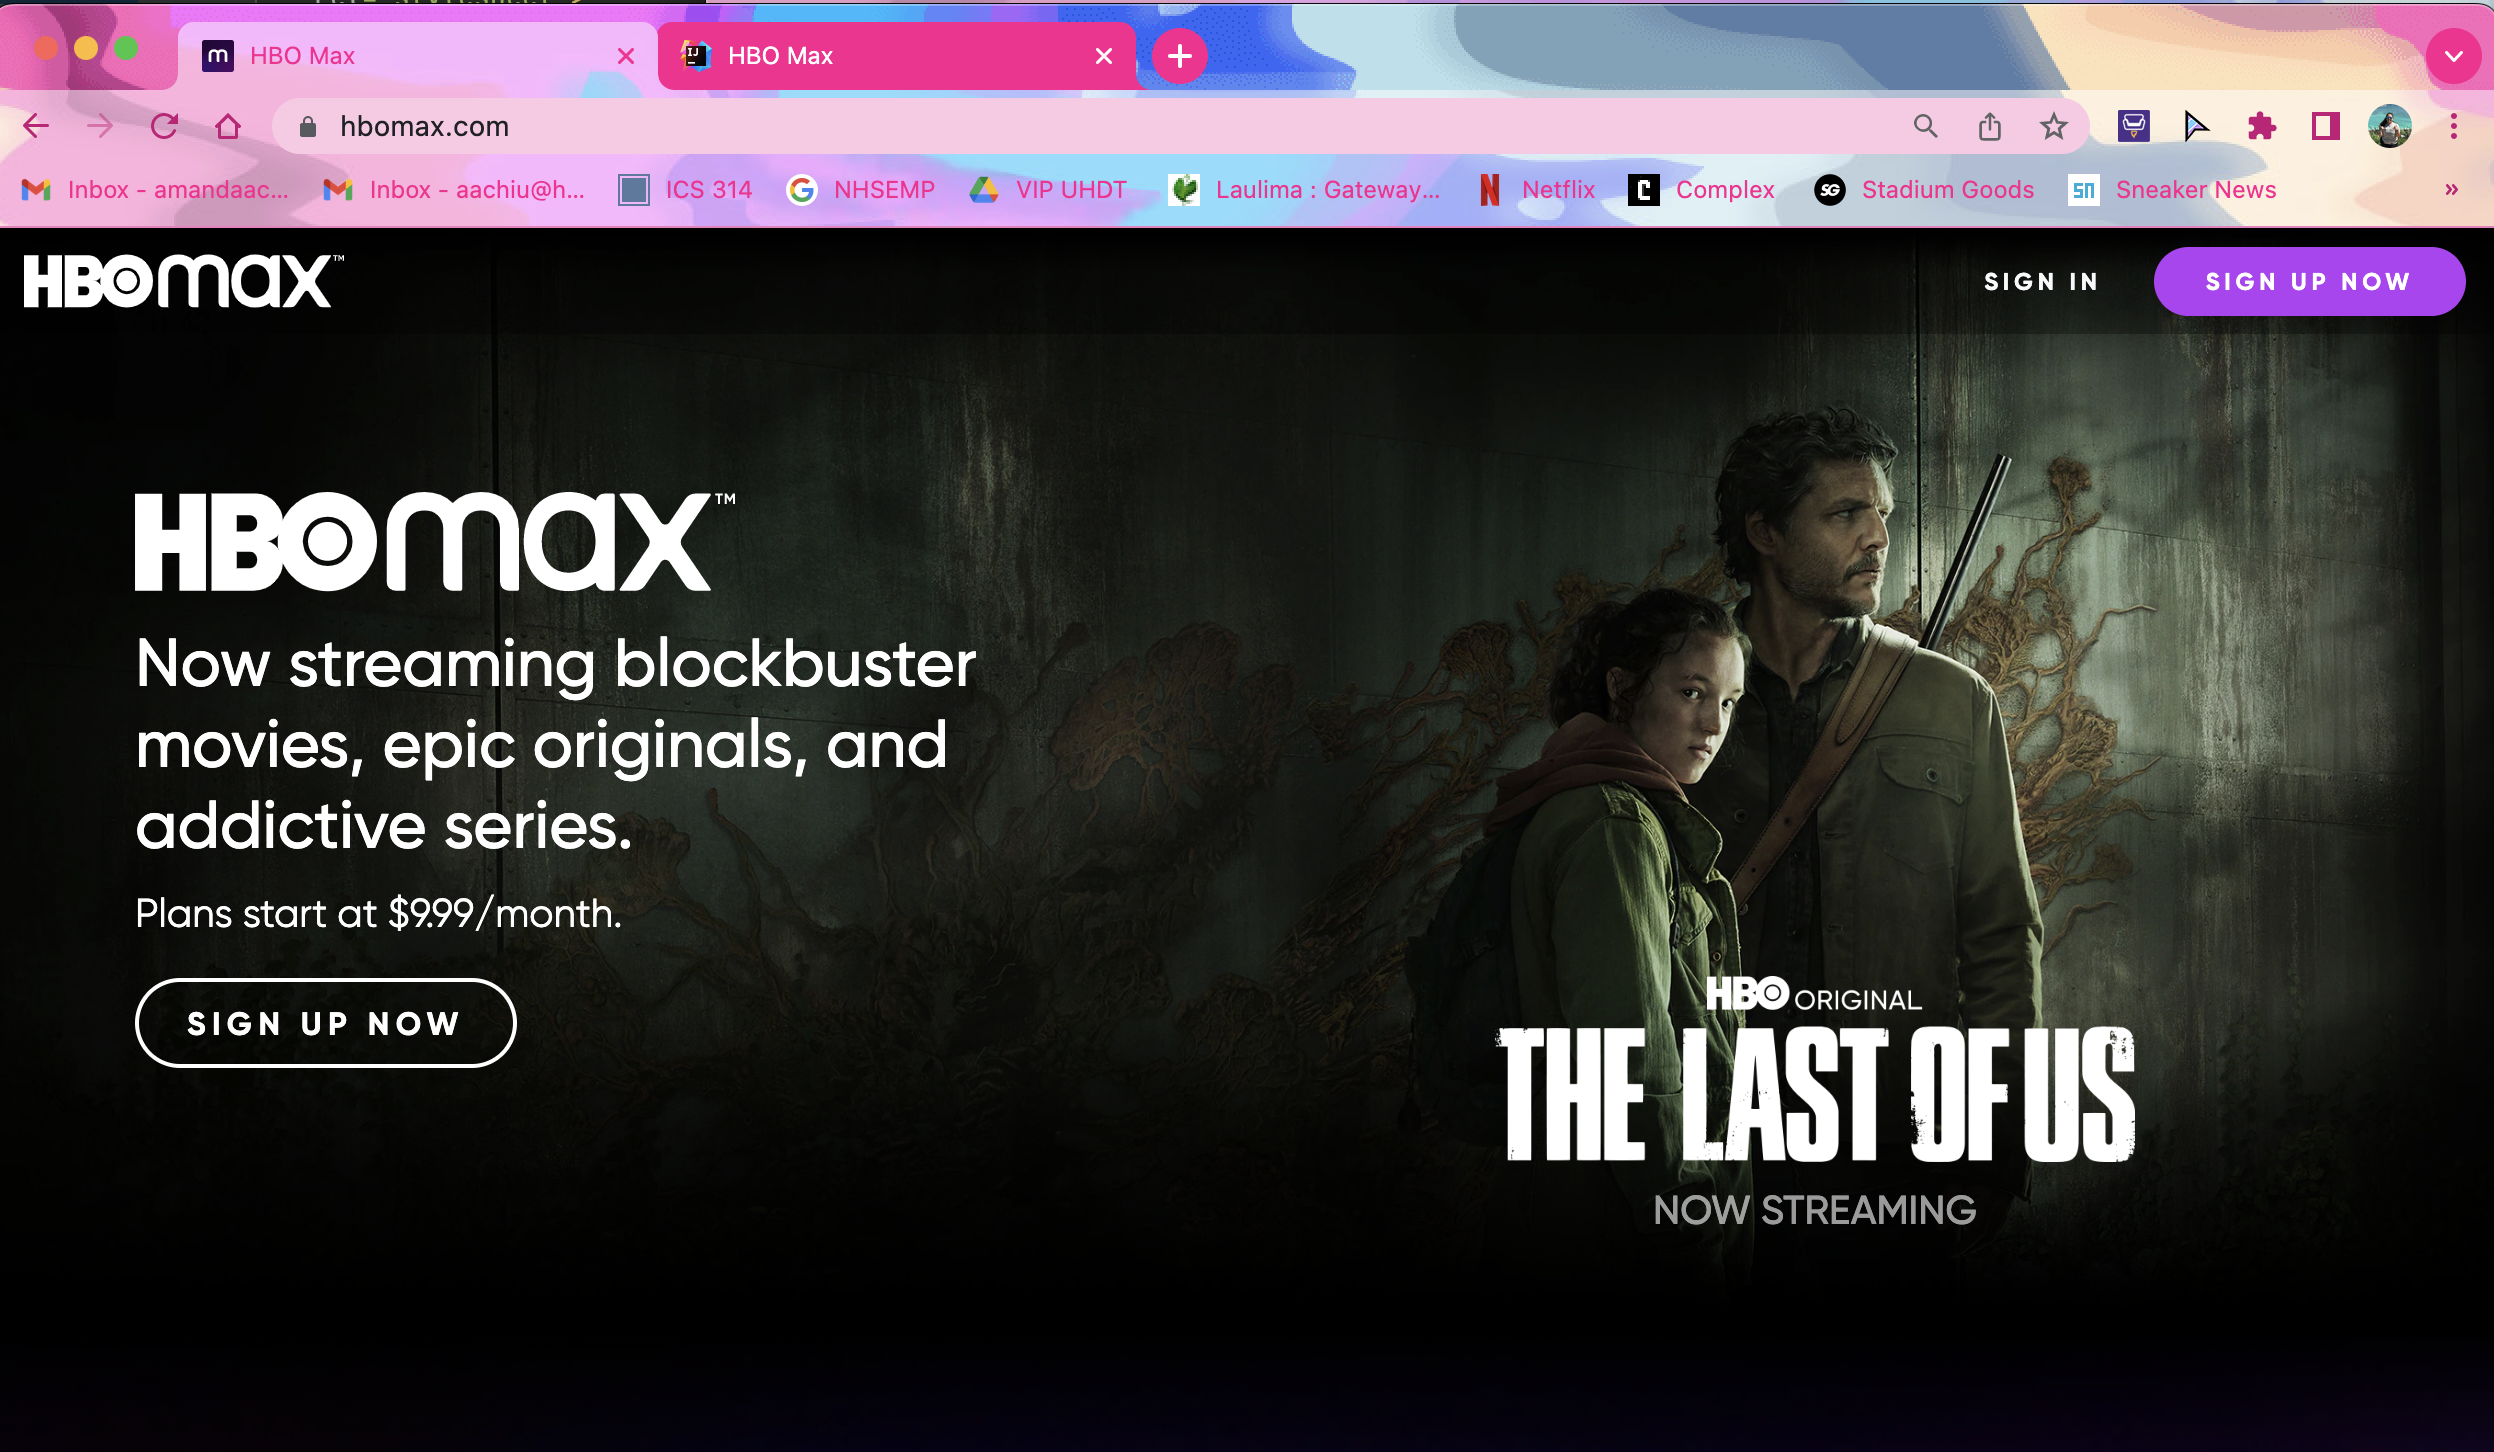 HBO Max
HBO Max
hbomax.com
Inbox - amandaac...
Inbox - aachiu@h...
ICS 314
NHSEMP
VIP UHDT
Laulima : Gateway...
Netflix
Complex
Stadium Goods
Sneaker News
HBOmax™
SIGN IN
SIGN UP NOW
HBOmax™
Now streaming blockbuster
movies, epic originals, and
addictive series.
Plans start at $9.99/month.
SIGN UP NOW
HBO ORIGINAL
THE LAST OF US
NOW STREAMING